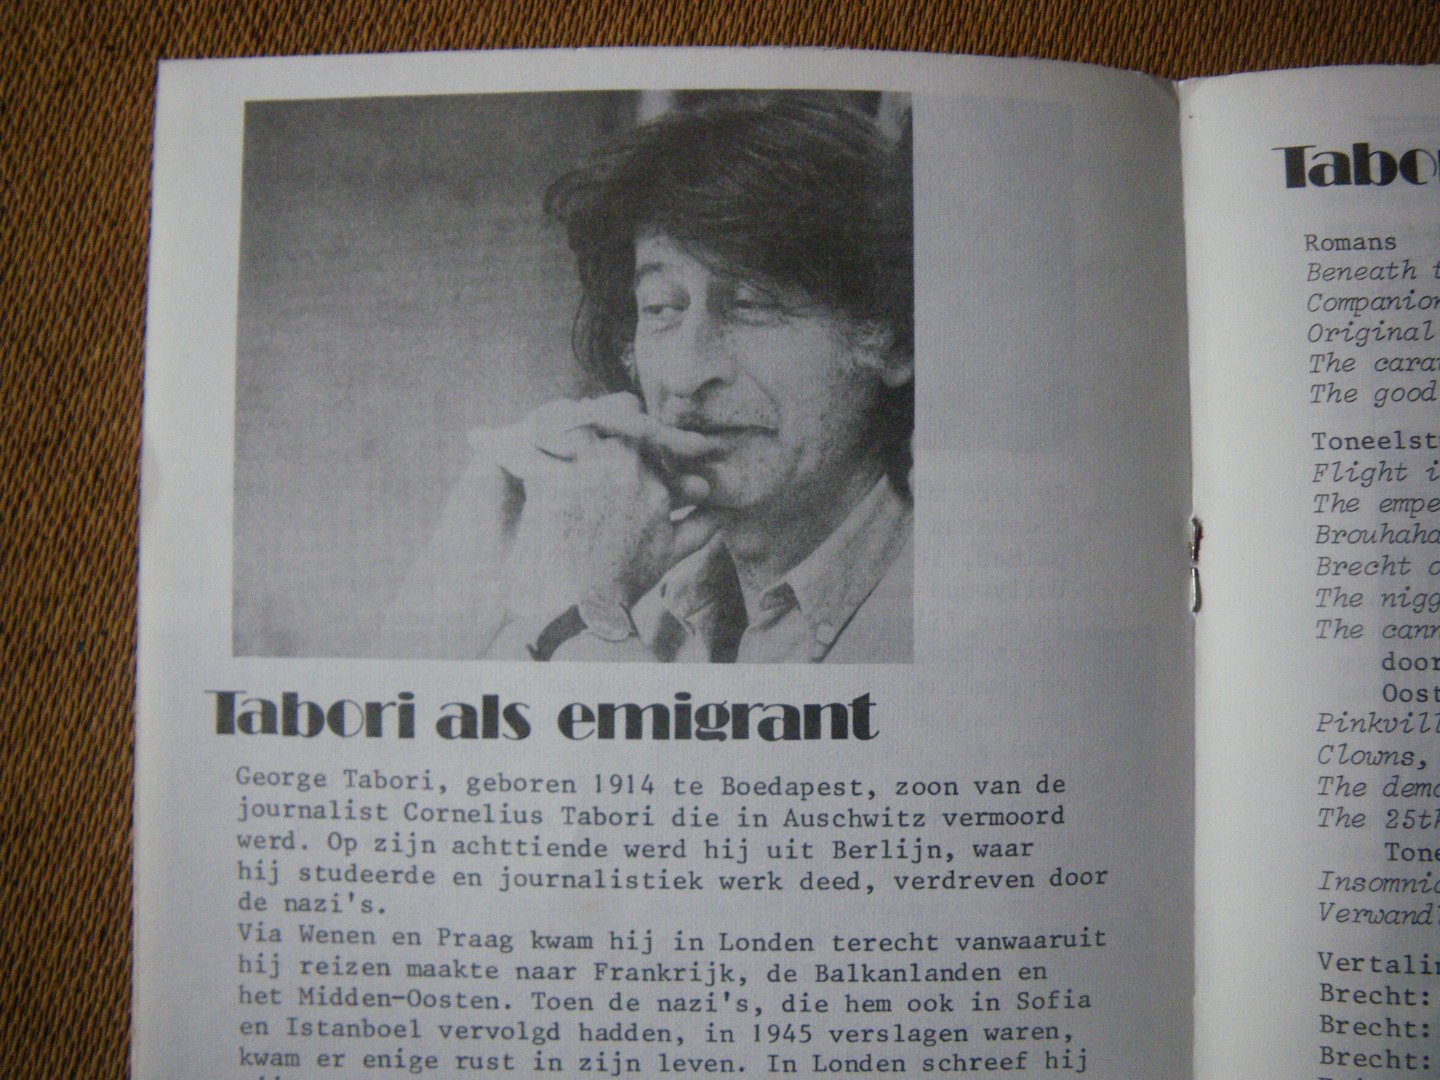 Tabori als emigrant
George Tabori, geboren 1914 te Boedapest, zoon van de
journalist Cornelius Tabori die in Auschwitz vermoord
werd. Op zijn achttiende werd hij uit Berlijn, waar
hij studeerde en journalistiek werk deed, verdreven door
de nazi's.
Via Wenen en Praag kwam hij in Londen terecht vanwaaruit
hij reizen maakte naar Frankrijk, de Balkanlanden en
het Midden-Oosten. Toen de nazi's, die hem ook in Sofia
en Istanboel vervolgd hadden, in 1945 verslagen waren,
kwam er enige rust in zijn leven. In Londen schreef hij
Tabo
Romans
Beneath t
Companion
Original
The cara
The good
Toneelst
Flight i
The empe
Brouhaha
Brecht o
The nigg
The cann
door
Oost
Pinkvill
Clowns,
The demo
The 25th
Tone
Insomnia
Verwandl
Vertalin
Brecht:
Brecht:
Brecht: